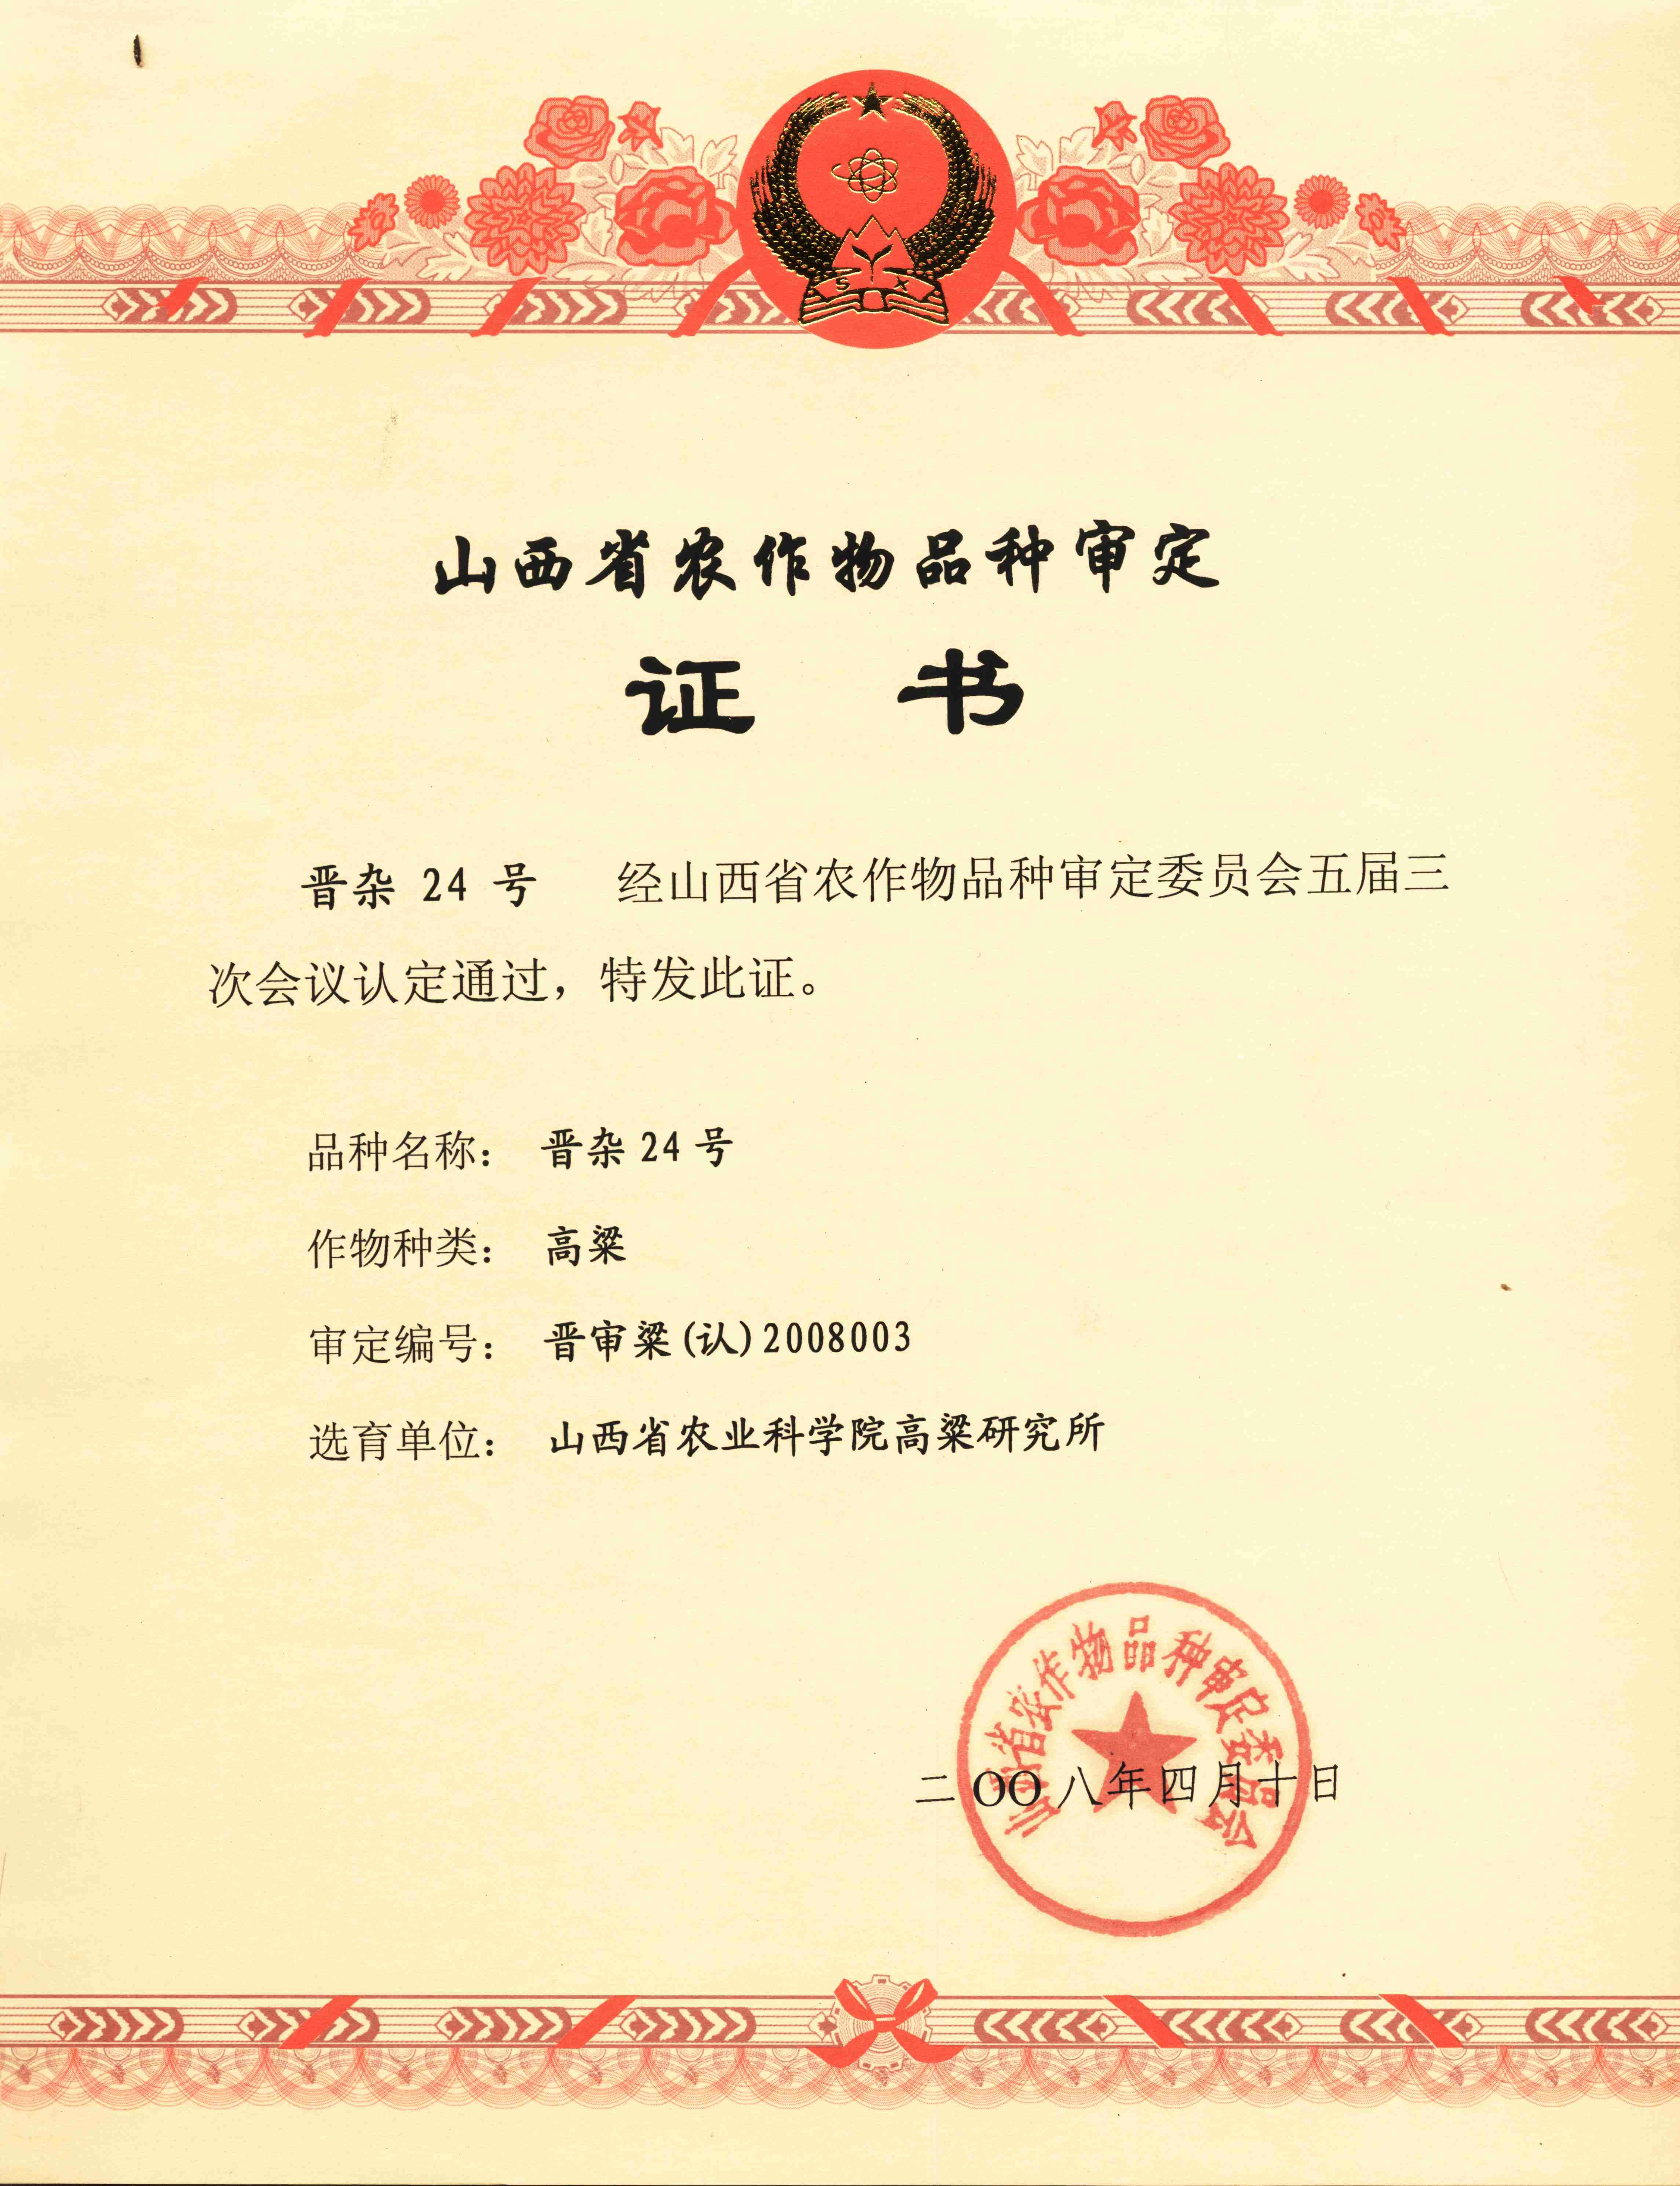 SX
山西省农作物品种审定
证 书
晋杂 24 号 经山西省农作物品种审定委员会五届三
次会议认定通过，特发此证。
品种名称： 晋杂 24 号
作物种类： 高粱
审定编号： 晋审粱(认)2008003
选育单位： 山西省农业科学院高粱研究所
山西省农作物品种审定委员会
二〇〇八年四月十日